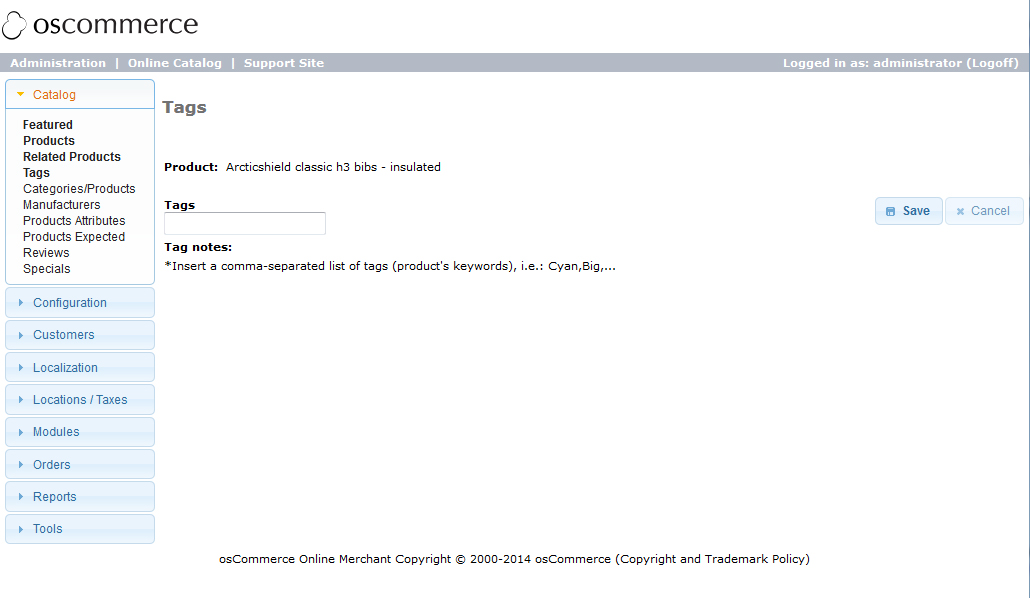 oscommerce
Administration | Online Catalog | Support Site
Logged in as: administrator (Logoff)
Catalog
Featured
Products
Related Products
Tags
Categories/Products
Manufacturers
Products Attributes
Products Expected
Reviews
Specials
Configuration
Customers
Localization
Locations / Taxes
Modules
Orders
Reports
Tools
Tags
Product: Arcticshield classic h3 bibs - insulated
Tags
Save
Cancel
Tag notes:
*Insert a comma-separated list of tags (product's keywords), i.e.: Cyan,Big,...
osCommerce Online Merchant Copyright © 2000-2014 osCommerce (Copyright and Trademark Policy)